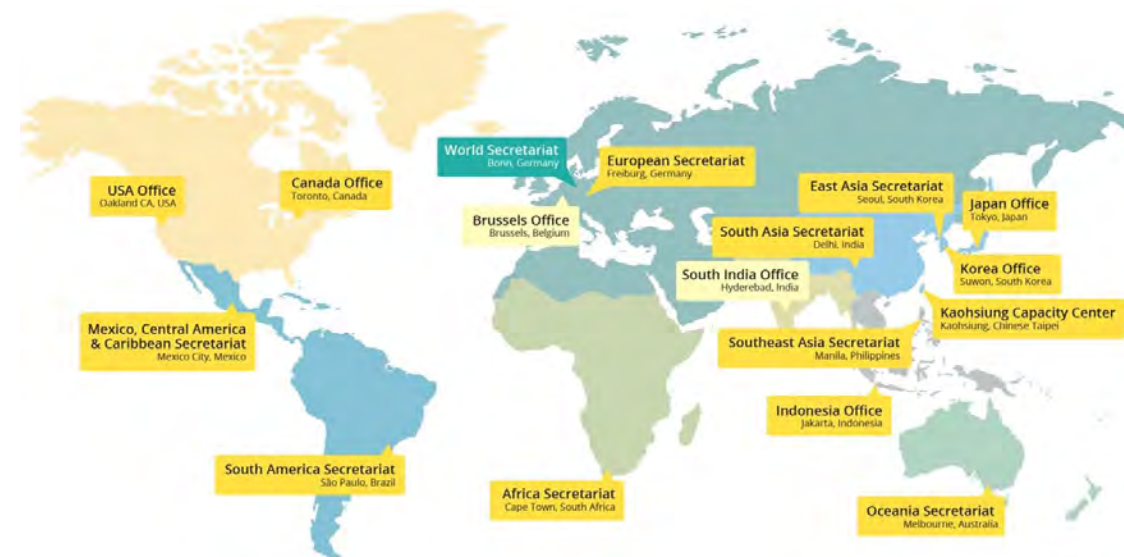 World Secretariat
Bonn, Germany
European Secretariat
Freiburg, Germany
USA Office
Oakland CA, USA
Canada Office
Toronto, Canada
East Asia Secretariat
Seoul, South Korea
Japan Office
Tokyo, Japan
Brussels Office
Brussels, Belgium
South Asia Secretariat
Delhi, India
South India Office
Hyderebad, India
Korea Office
Suwon, South Korea
Mexico, Central America
& Caribbean Secretariat
Mexico City, Mexico
Kaohsiung Capacity Center
Kaohsiung, Chinese Taipei
Southeast Asia Secretariat
Manila, Philippines
Indonesia Office
Jakarta, Indonesia
South America Secretariat
São Paulo, Brazil
Africa Secretariat
Cape Town, South Africa
Oceania Secretariat
Melbourne, Australia